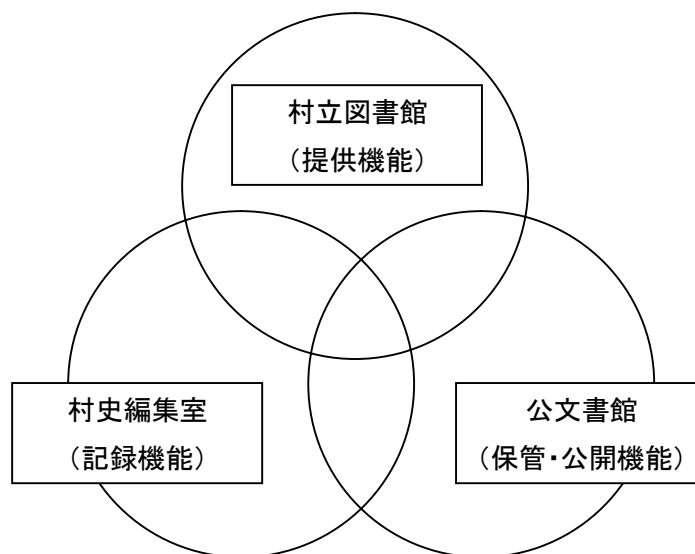 村立図書館
（提供機能）
村史編集室
（記録機能）
公文書館
（保管・公開機能）